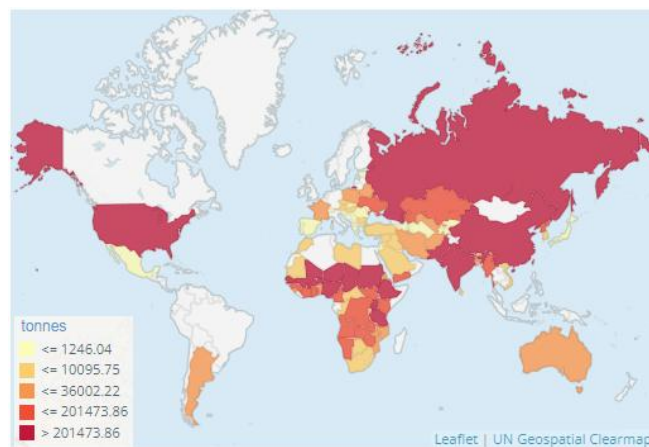 tonnes
<= 1246.04
<= 10095.75
<= 36002.22
<= 201473.86
> 201473.86
Leaflet | UN Geospatial Clearmap